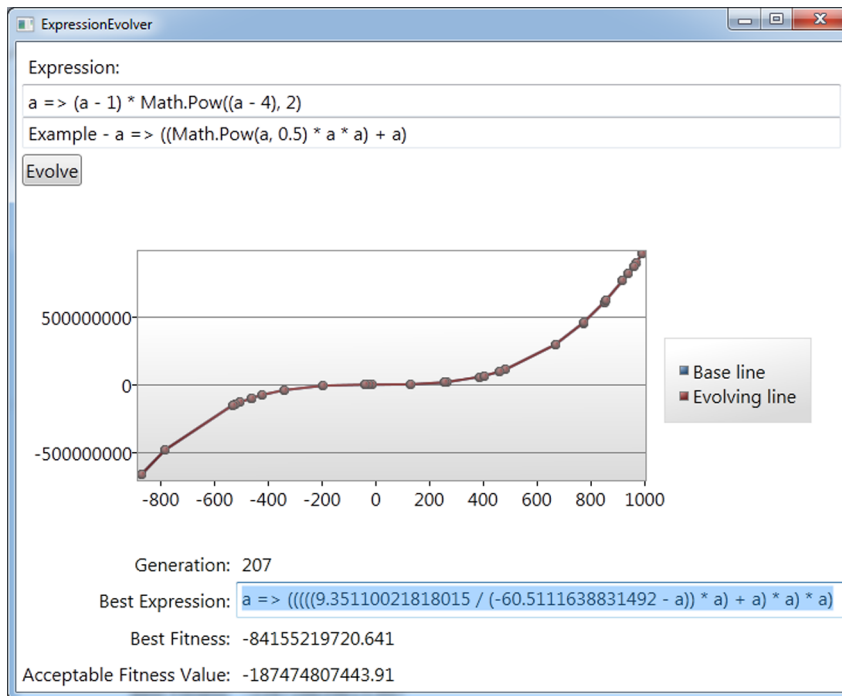 ExpressionEvolver
Expression:
a => (a - 1) * Math.Pow((a - 4), 2)
Example - a => ((Math.Pow(a, 0.5) * a * a) + a)
Evolve
500000000
0
-500000000
-800 -600 -400 -200 0 200 400 600 800 1000
Base line
Evolving line
Generation: 207
Best Expression: a => (((((9.35110021818015 / (-60.5111638831492 - a)) * a) + a) * a) * a)
Best Fitness: -84155219720.641
Acceptable Fitness Value: -187474807443.91